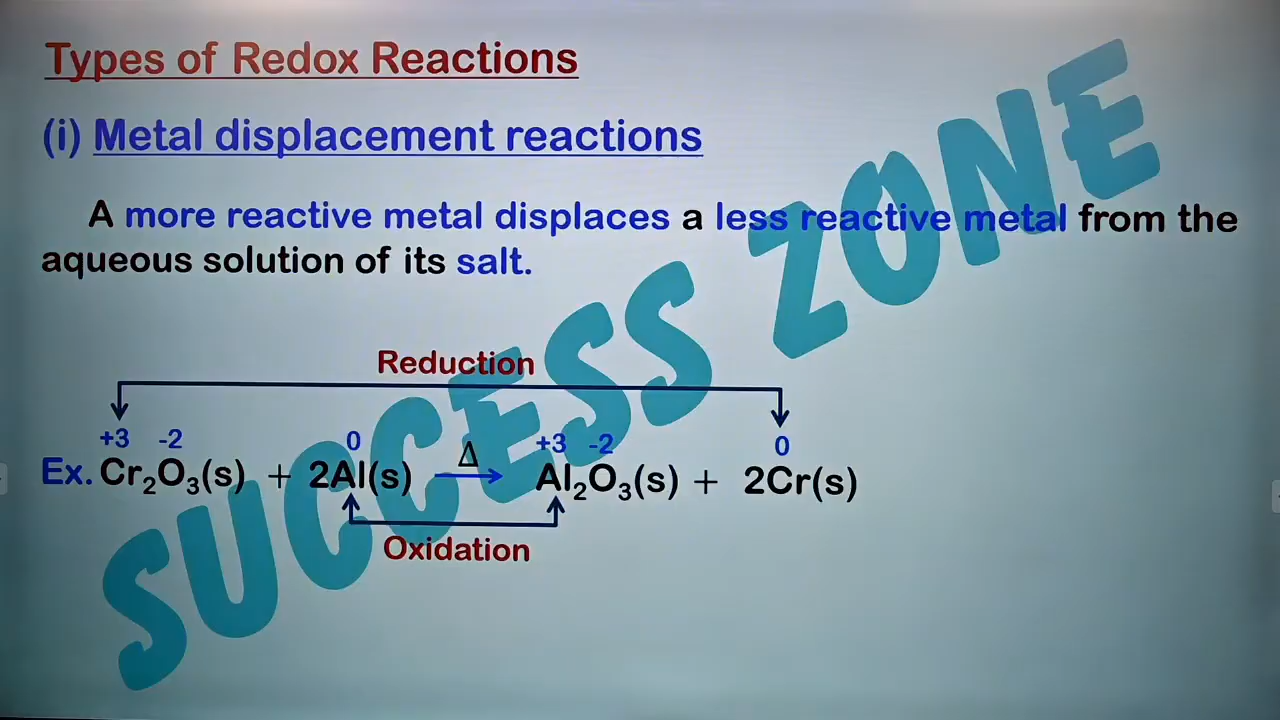 Types of Redox Reactions
(i) Metal displacement reactions
A more reactive metal displaces a less reactive metal from the
aqueous solution of its salt.
Reduction
+3 -2 0 +3 -2 0
Ex. Cr₂O₃(s) + 2Al(s) Δ → Al₂O₃(s) + 2Cr(s)
Oxidation
SUCCESS ZONE